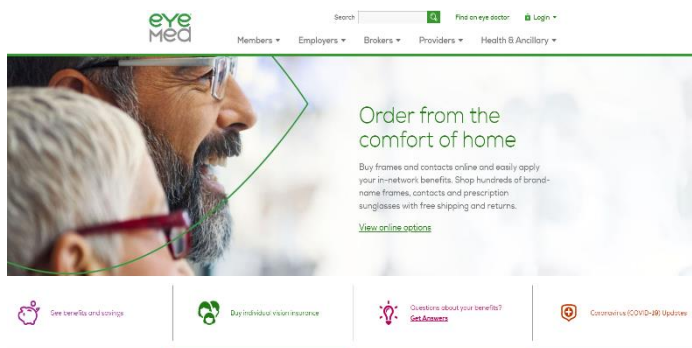 eye
med
Search
Find an eye doctor
Login
Members
Employers
Brokers
Providers
Health & Ancillary
Order from the
comfort of home
Buy frames and contacts online and easily apply
your in-network benefits. Shop hundreds of brand-
name frames, contacts and prescription
sunglasses with free shipping and returns.
View online options
See benefits and savings
Buy individual vision insurance
Questions about your benefits?
Get Answers
Coronavirus (COVID-19) Updates